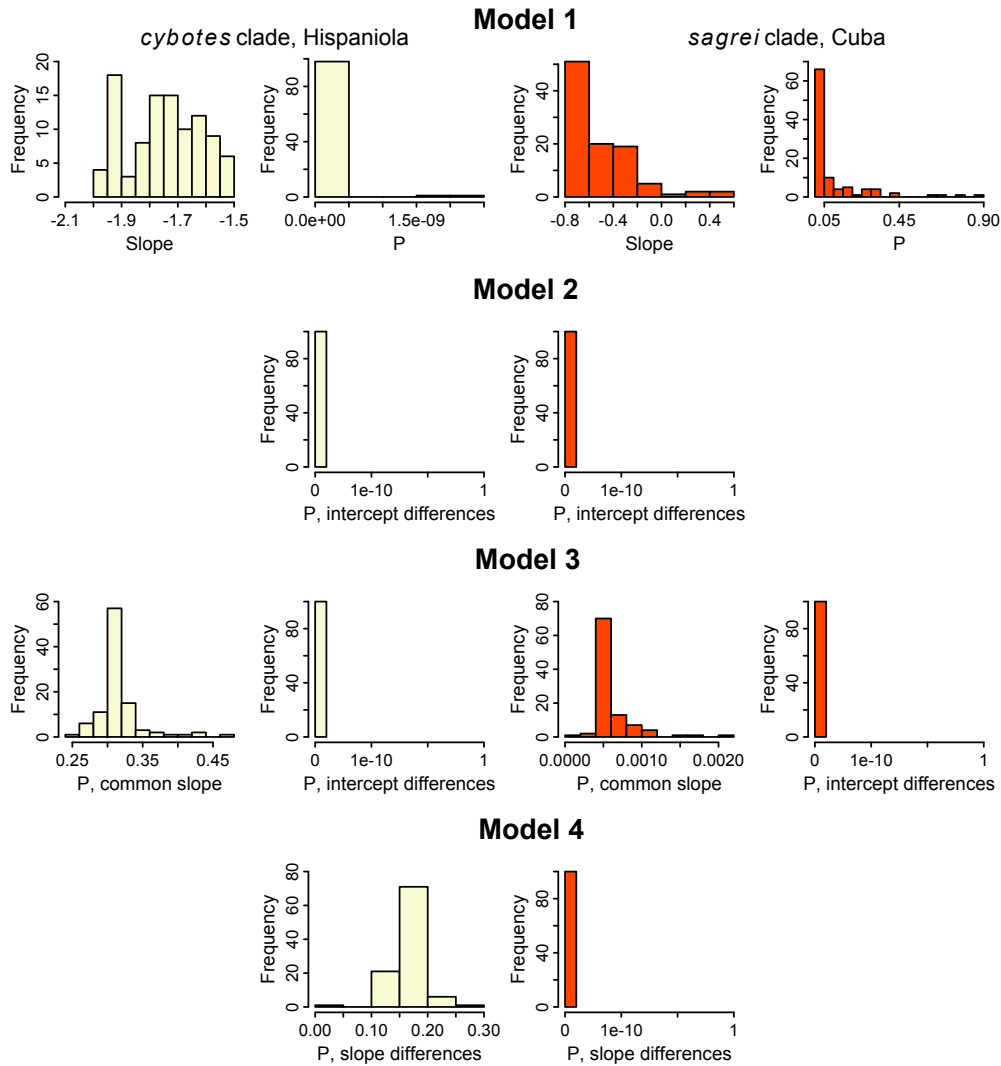 Model 1
cybotes clade, Hispaniola
sagrei clade, Cuba
Frequency
0 5 10 15 20
-2.1 -1.9 -1.7 -1.5
Slope
Frequency
0 40 80
0.0e+00 1.5e-09
P
Frequency
0 20 40
-0.8 -0.4 0.0 0.4
Slope
Frequency
0 20 40 60
0.05 0.45 0.90
P
Model 2
Frequency
0 40 80
0 1e-10 1
P, intercept differences
Frequency
0 40 80
0 1e-10 1
P, intercept differences
Model 3
Frequency
0 20 40 60
0.25 0.35 0.45
P, common slope
Frequency
0 40 80
0 1e-10 1
P, intercept differences
Frequency
0 20 40 60 80
0.0000 0.0010 0.0020
P, common slope
Frequency
0 40 80
0 1e-10 1
P, intercept differences
Model 4
Frequency
0 20 40 60 80
0.00 0.10 0.20 0.30
P, slope differences
Frequency
0 20 40 60 80
0 1e-10 1
P, slope differences